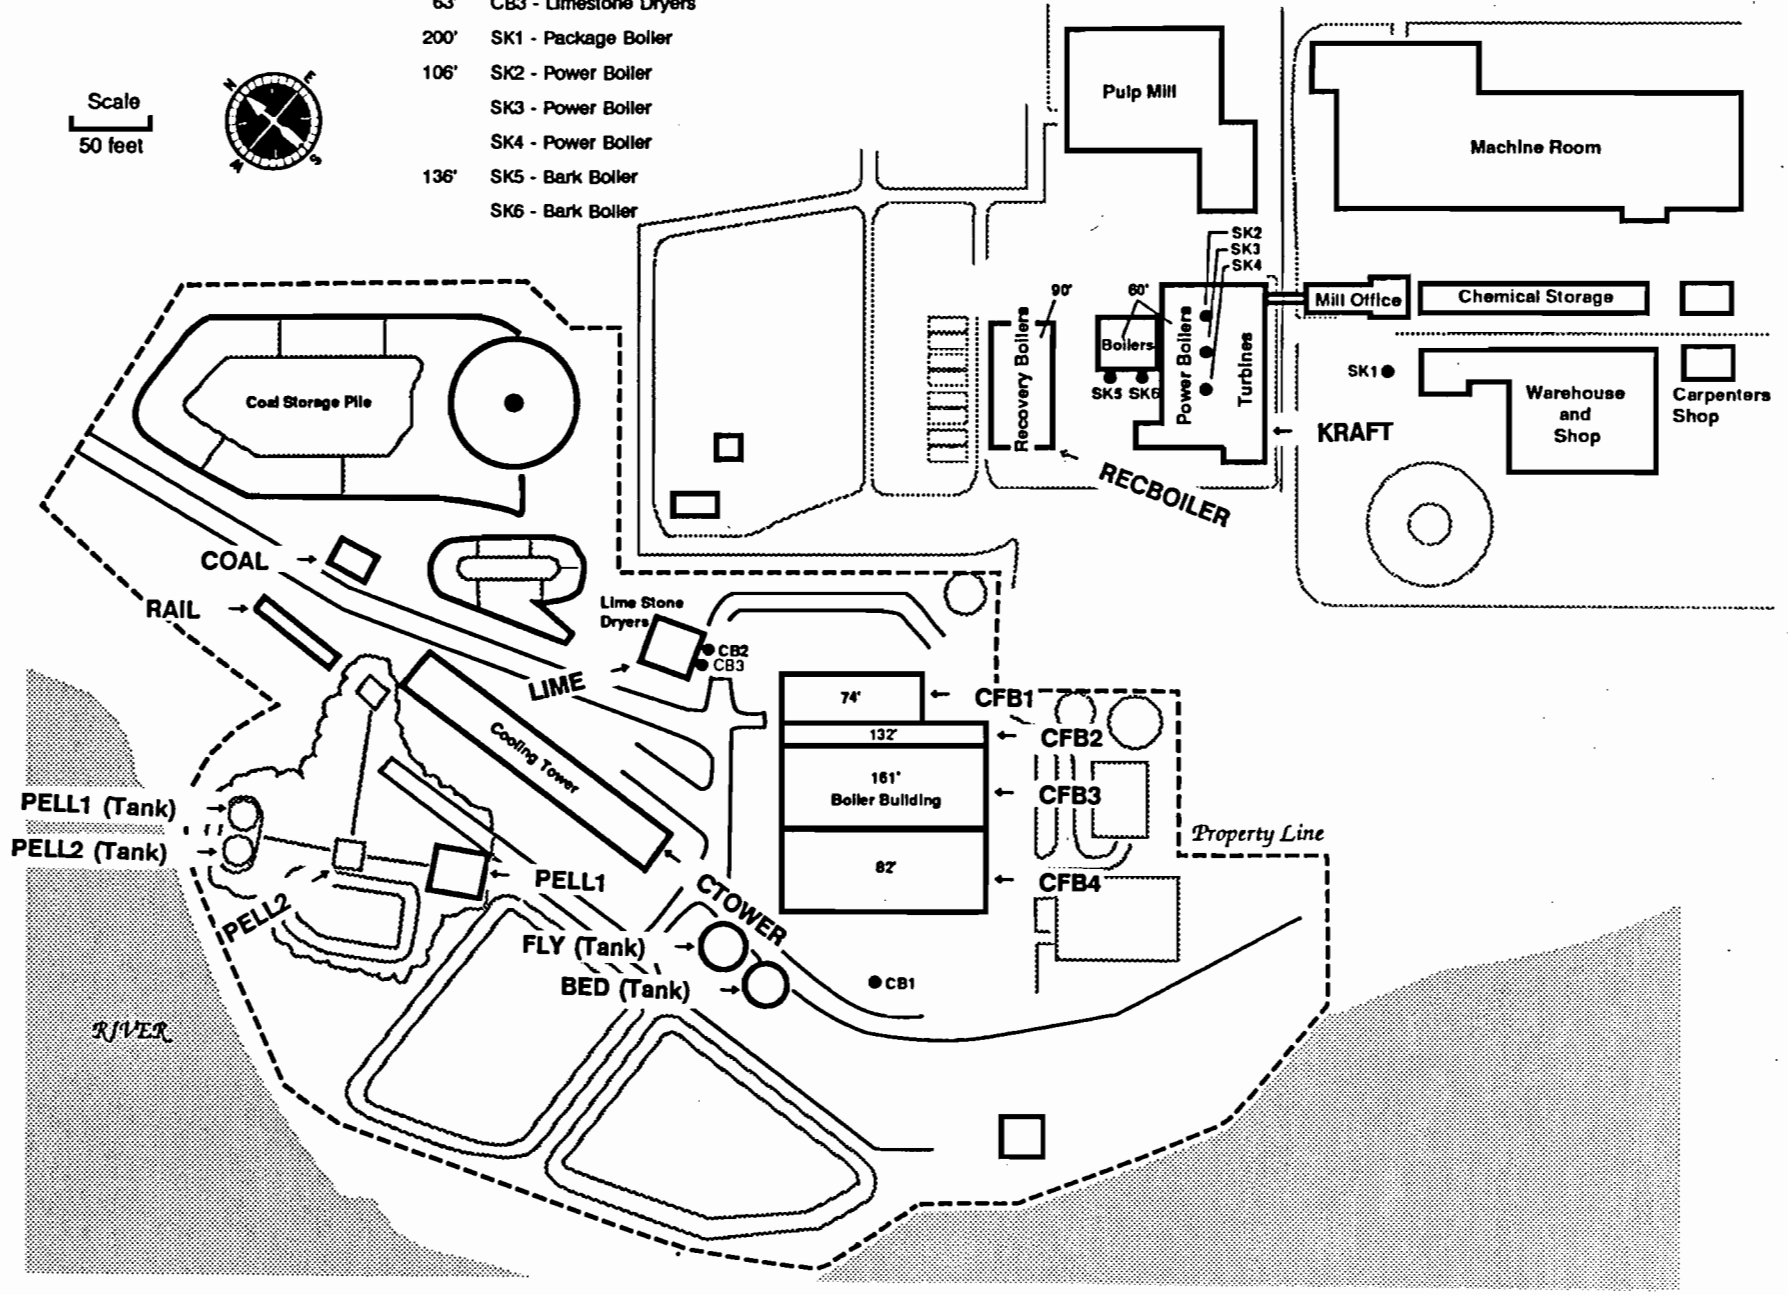 63' CB3 - Limestone Dryers
200' SK1 - Package Boiler
106' SK2 - Power Boiler
SK3 - Power Boiler
SK4 - Power Boiler
136' SK5 - Bark Boiler
SK6 - Bark Boiler
Scale
50 feet
N
E
W
S
Pulp Mill
Machine Room
SK2
SK3
SK4
90'
60'
Mill Office
Chemical Storage
Recovery Boilers
Boilers
SK5
SK6
Power Boilers
Turbines
SK1
Warehouse
and
Shop
Carpenters
Shop
KRAFT
RECBOILER
Coal Storage Pile
COAL
RAIL
Lime Stone
Dryers
CB2
CB3
LIME
Cooling Tower
74'
CFB1
132'
CFB2
161'
Boiler Building
CFB3
82'
CFB4
Property Line
PELL1 (Tank)
PELL2 (Tank)
PELL1
PELL2
CTOWER
FLY (Tank)
BED (Tank)
CB1
RIVER